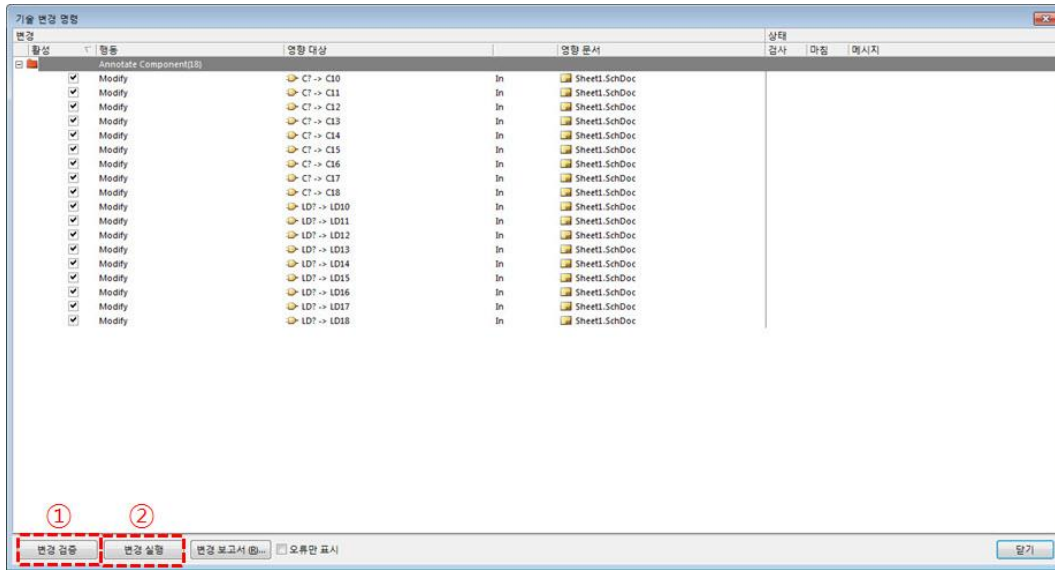 기술 변경 명령
변경 상태
활성 행동 영향 대상 영향 문서 검사 마침 메시지
Annotate Component(18)
Modify C? -> C10 In Sheet1.SchDoc
Modify C? -> C11 In Sheet1.SchDoc
Modify C? -> C12 In Sheet1.SchDoc
Modify C? -> C13 In Sheet1.SchDoc
Modify C? -> C14 In Sheet1.SchDoc
Modify C? -> C15 In Sheet1.SchDoc
Modify C? -> C16 In Sheet1.SchDoc
Modify C? -> C17 In Sheet1.SchDoc
Modify C? -> C18 In Sheet1.SchDoc
Modify LD? -> LD10 In Sheet1.SchDoc
Modify LD? -> LD11 In Sheet1.SchDoc
Modify LD? -> LD12 In Sheet1.SchDoc
Modify LD? -> LD13 In Sheet1.SchDoc
Modify LD? -> LD14 In Sheet1.SchDoc
Modify LD? -> LD15 In Sheet1.SchDoc
Modify LD? -> LD16 In Sheet1.SchDoc
Modify LD? -> LD17 In Sheet1.SchDoc
Modify LD? -> LD18 In Sheet1.SchDoc
① ②
변경 검증 변경 실행 변경 보고서 (R)... 오류만 표시 닫기